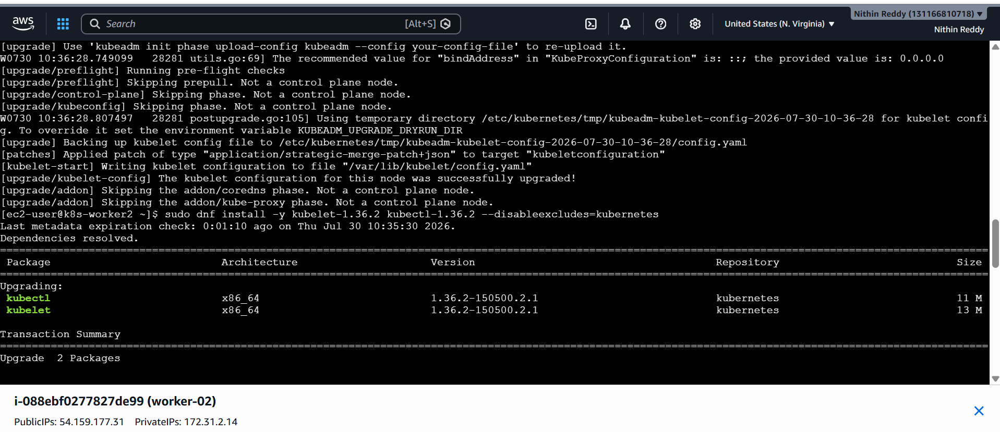 aws
Search [Alt+S]
United States (N. Virginia) ▼
Nithin Reddy (131166810718) ▼
Nithin Reddy
[upgrade] Use 'kubeadm init phase upload-config kubeadm --config your-config-file' to re-upload it.
W0730 10:36:28.749099   28281 utils.go:69] The recommended value for "bindAddress" in "KubeProxyConfiguration" is: ::; the provided value is: 0.0.0.0
[upgrade/preflight] Running pre-flight checks
[upgrade/preflight] Skipping prepull. Not a control plane node.
[upgrade/control-plane] Skipping phase. Not a control plane node.
[upgrade/kubeconfig] Skipping phase. Not a control plane node.
W0730 10:36:28.807497   28281 postupgrade.go:105] Using temporary directory /etc/kubernetes/tmp/kubeadm-kubelet-config-2026-07-30-10-36-28 for kubelet confi
g. To override it set the environment variable KUBEADM_UPGRADE_DRYRUN_DIR
[upgrade] Backing up kubelet config file to /etc/kubernetes/tmp/kubeadm-kubelet-config-2026-07-30-10-36-28/config.yaml
[patches] Applied patch of type "application/strategic-merge-patch+json" to target "kubeletconfiguration"
[kubelet-start] Writing kubelet configuration to file "/var/lib/kubelet/config.yaml"
[upgrade/kubelet-config] The kubelet configuration for this node was successfully upgraded!
[upgrade/addon] Skipping the addon/coredns phase. Not a control plane node.
[upgrade/addon] Skipping the addon/kube-proxy phase. Not a control plane node.
[ec2-user@k8s-worker2 ~]$ sudo dnf install -y kubelet-1.36.2 kubectl-1.36.2 --disableexcludes=kubernetes
Last metadata expiration check: 0:01:10 ago on Thu Jul 30 10:35:30 2026.
Dependencies resolved.
Package Architecture Version Repository Size
Upgrading:
kubectl x86_64 1.36.2-150500.2.1 kubernetes 11 M
kubelet x86_64 1.36.2-150500.2.1 kubernetes 13 M
Transaction Summary
Upgrade  2 Packages
i-088ebf0277827de99 (worker-02)
PublicIPs: 54.159.177.31 PrivateIPs: 172.31.2.14